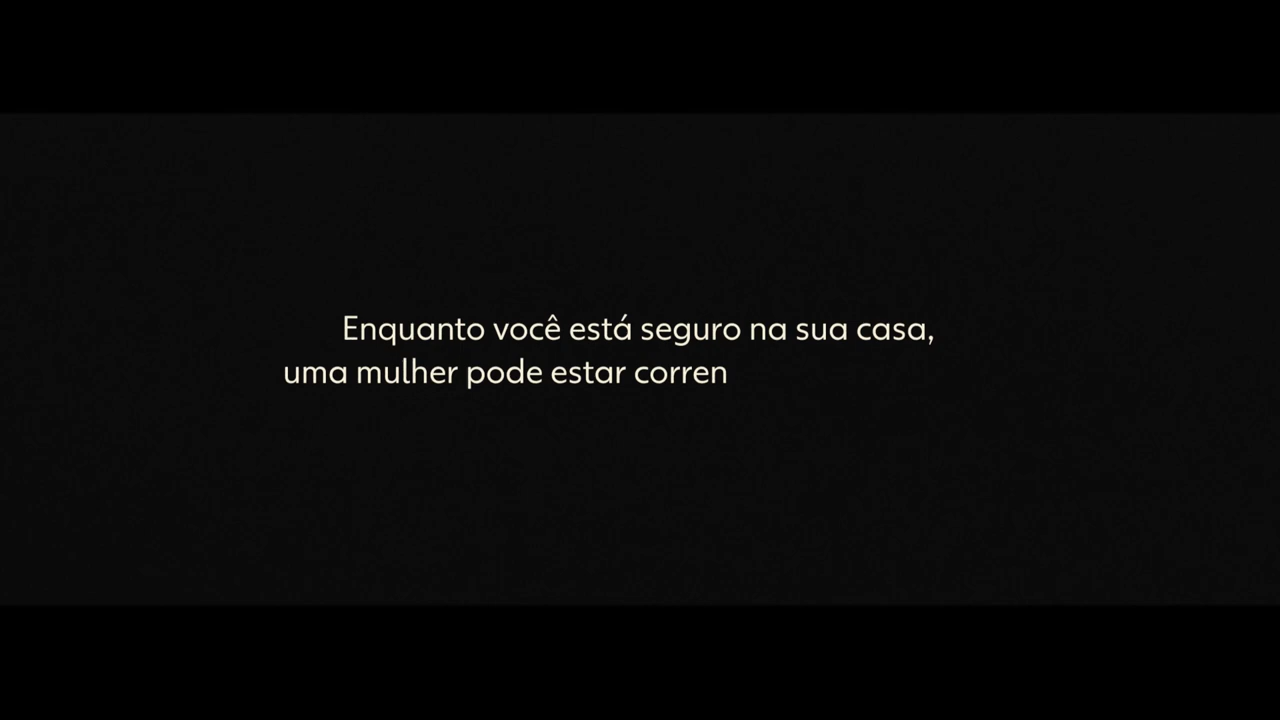 Enquanto você está seguro na sua casa,
uma mulher pode estar corren